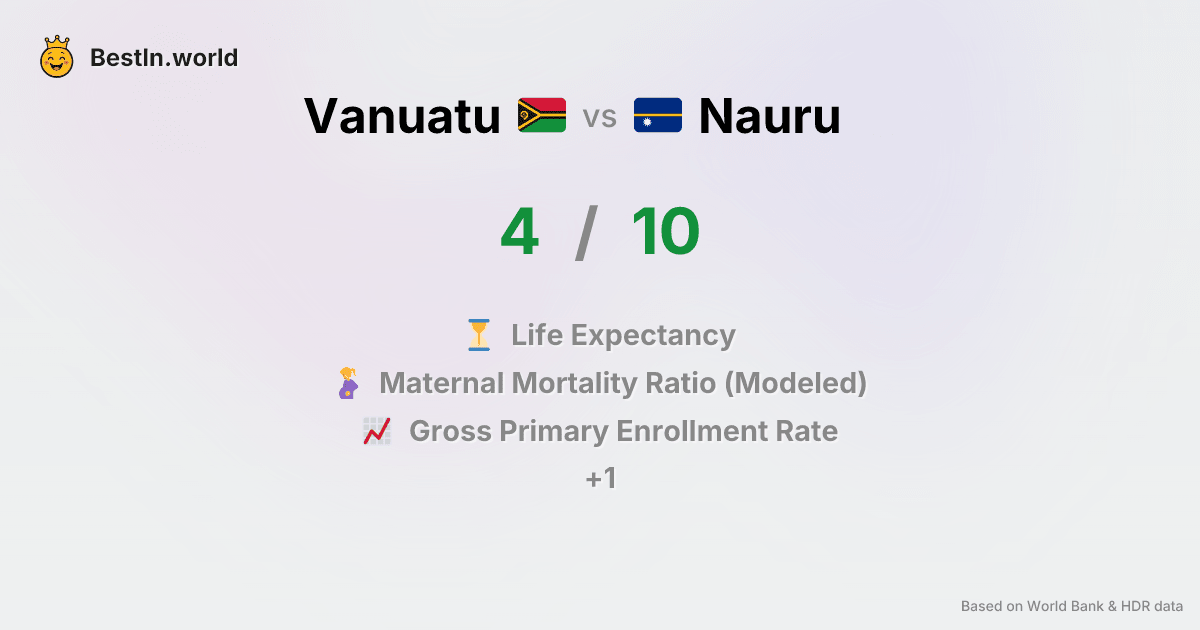 BestIn.world
Vanuatu vs Nauru
4 / 10
Life Expectancy
Maternal Mortality Ratio (Modeled)
Gross Primary Enrollment Rate
+1
Based on World Bank & HDR data